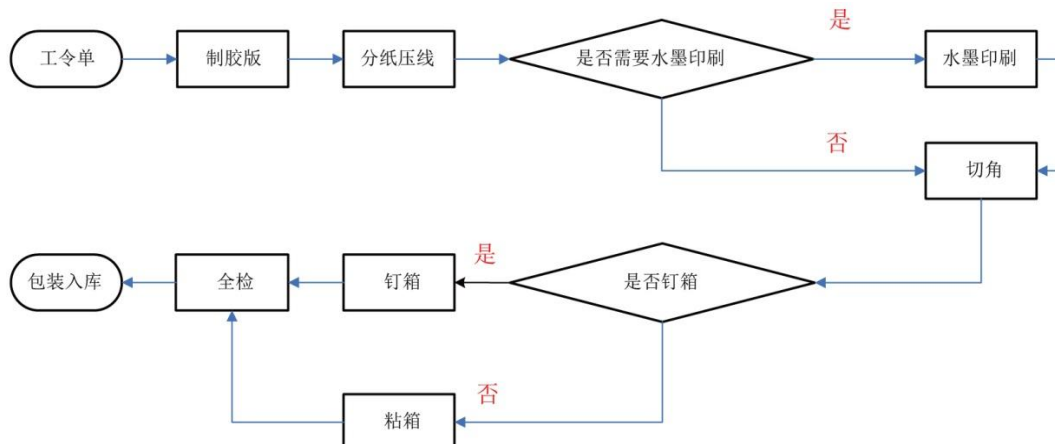 工令单
制胶版
分纸压线
是否需要水墨印刷
是
水墨印刷
否
切角
包装入库
全检
钉箱
是
是否钉箱
粘箱
否